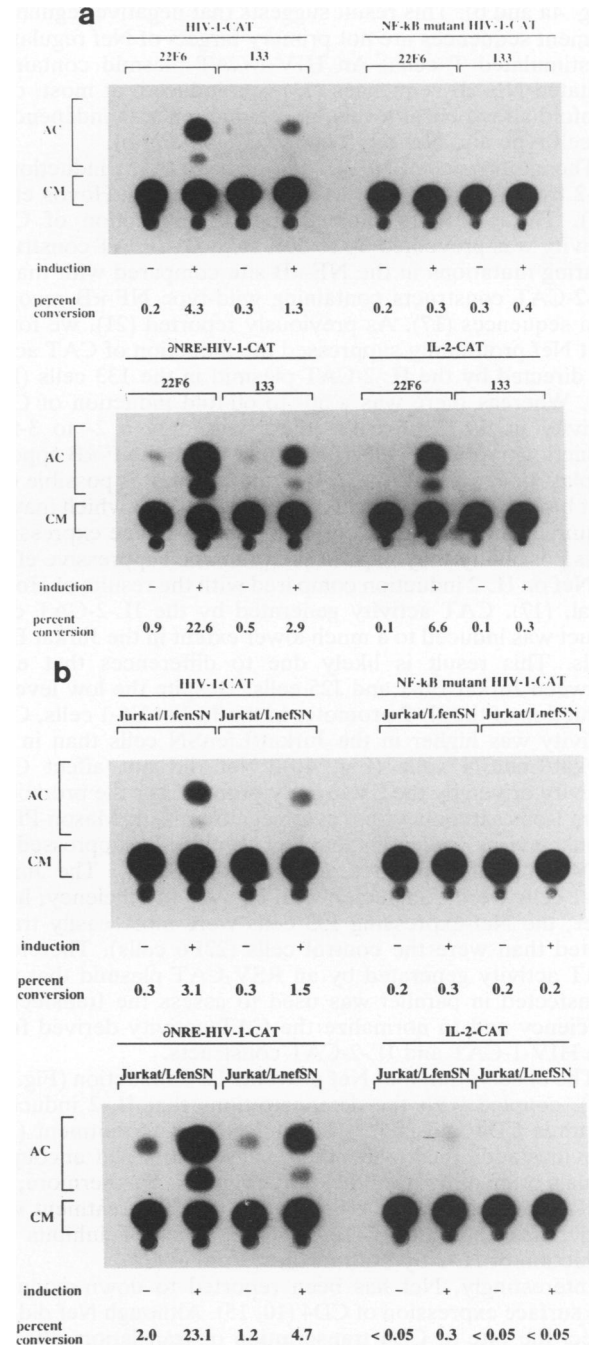 a
HIV-1-CAT NF-kB mutant HIV-1-CAT
22F6 133 22F6 133
AC
CM
induction − + − + − + − +
percent conversion 0.2 4.3 0.3 1.3 0.2 0.3 0.3 0.4
∂NRE-HIV-1-CAT IL-2-CAT
22F6 133 22F6 133
AC
CM
induction − + − + − + − +
percent conversion 0.9 22.6 0.5 2.9 0.1 6.6 0.1 0.3
b
HIV-1-CAT NF-kB mutant HIV-1-CAT
Jurkat/LfenSN Jurkat/LnefSN Jurkat/LfenSN Jurkat/LnefSN
AC
CM
induction − + − + − + − +
percent conversion 0.3 3.1 0.3 1.5 0.2 0.3 0.2 0.2
∂NRE-HIV-1-CAT IL-2-CAT
Jurkat/LfenSN Jurkat/LnefSN Jurkat/LfenSN Jurkat/LnefSN
AC
CM
induction − + − + − + − +
percent conversion 2.0 23.1 1.2 4.7 < 0.05 0.3 < 0.05 < 0.05